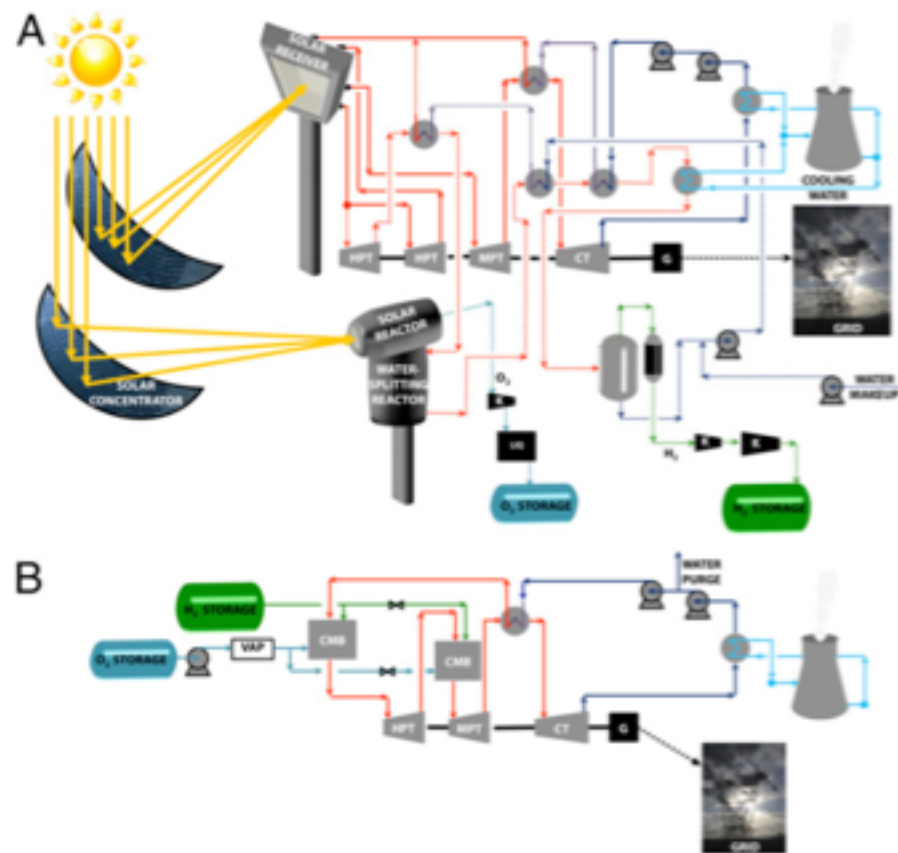 A
SOLAR
RECEIVER
COOLING
WATER
HPT
HPT
MPT
CT
G
GRID
SOLAR
REACTOR
WATER-
SPLITTING
REACTOR
SOLAR
CONCENTRATOR
O₂
K
LIQ
O₂ STORAGE
H₂
K
K
H₂ STORAGE
WATER
MAKEUP
B
WATER
PURGE
H₂ STORAGE
O₂ STORAGE
VAP
CMB
CMB
HPT
MPT
CT
G
GRID